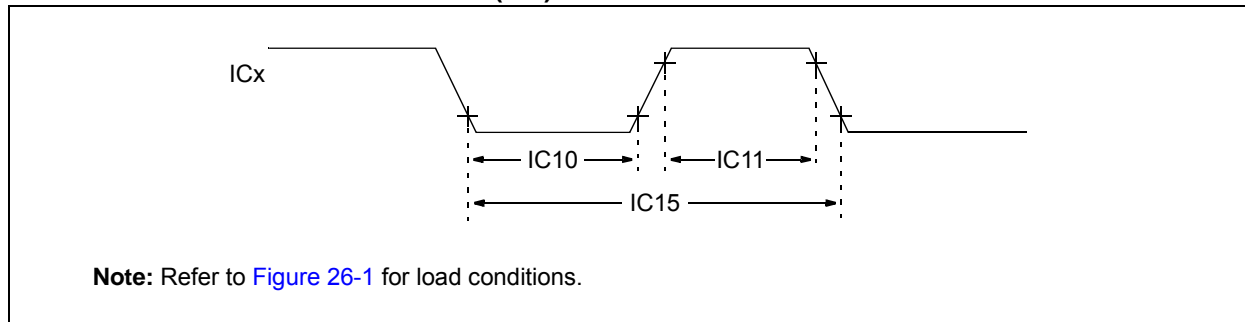 ICx
IC10
IC11
IC15
Note: Refer to Figure 26-1 for load conditions.